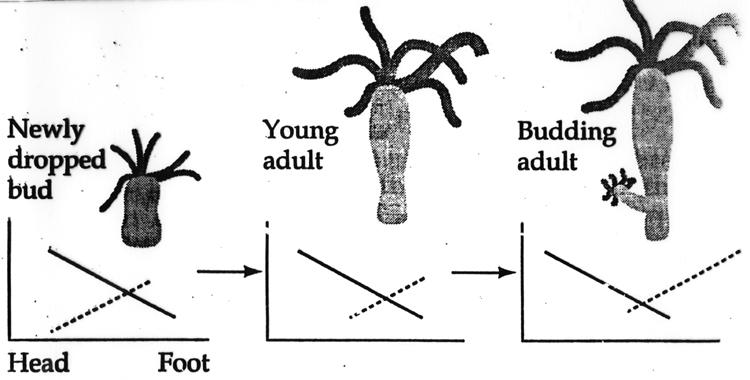 Newly
dropped
bud
Young
adult
Budding
adult
Head Foot